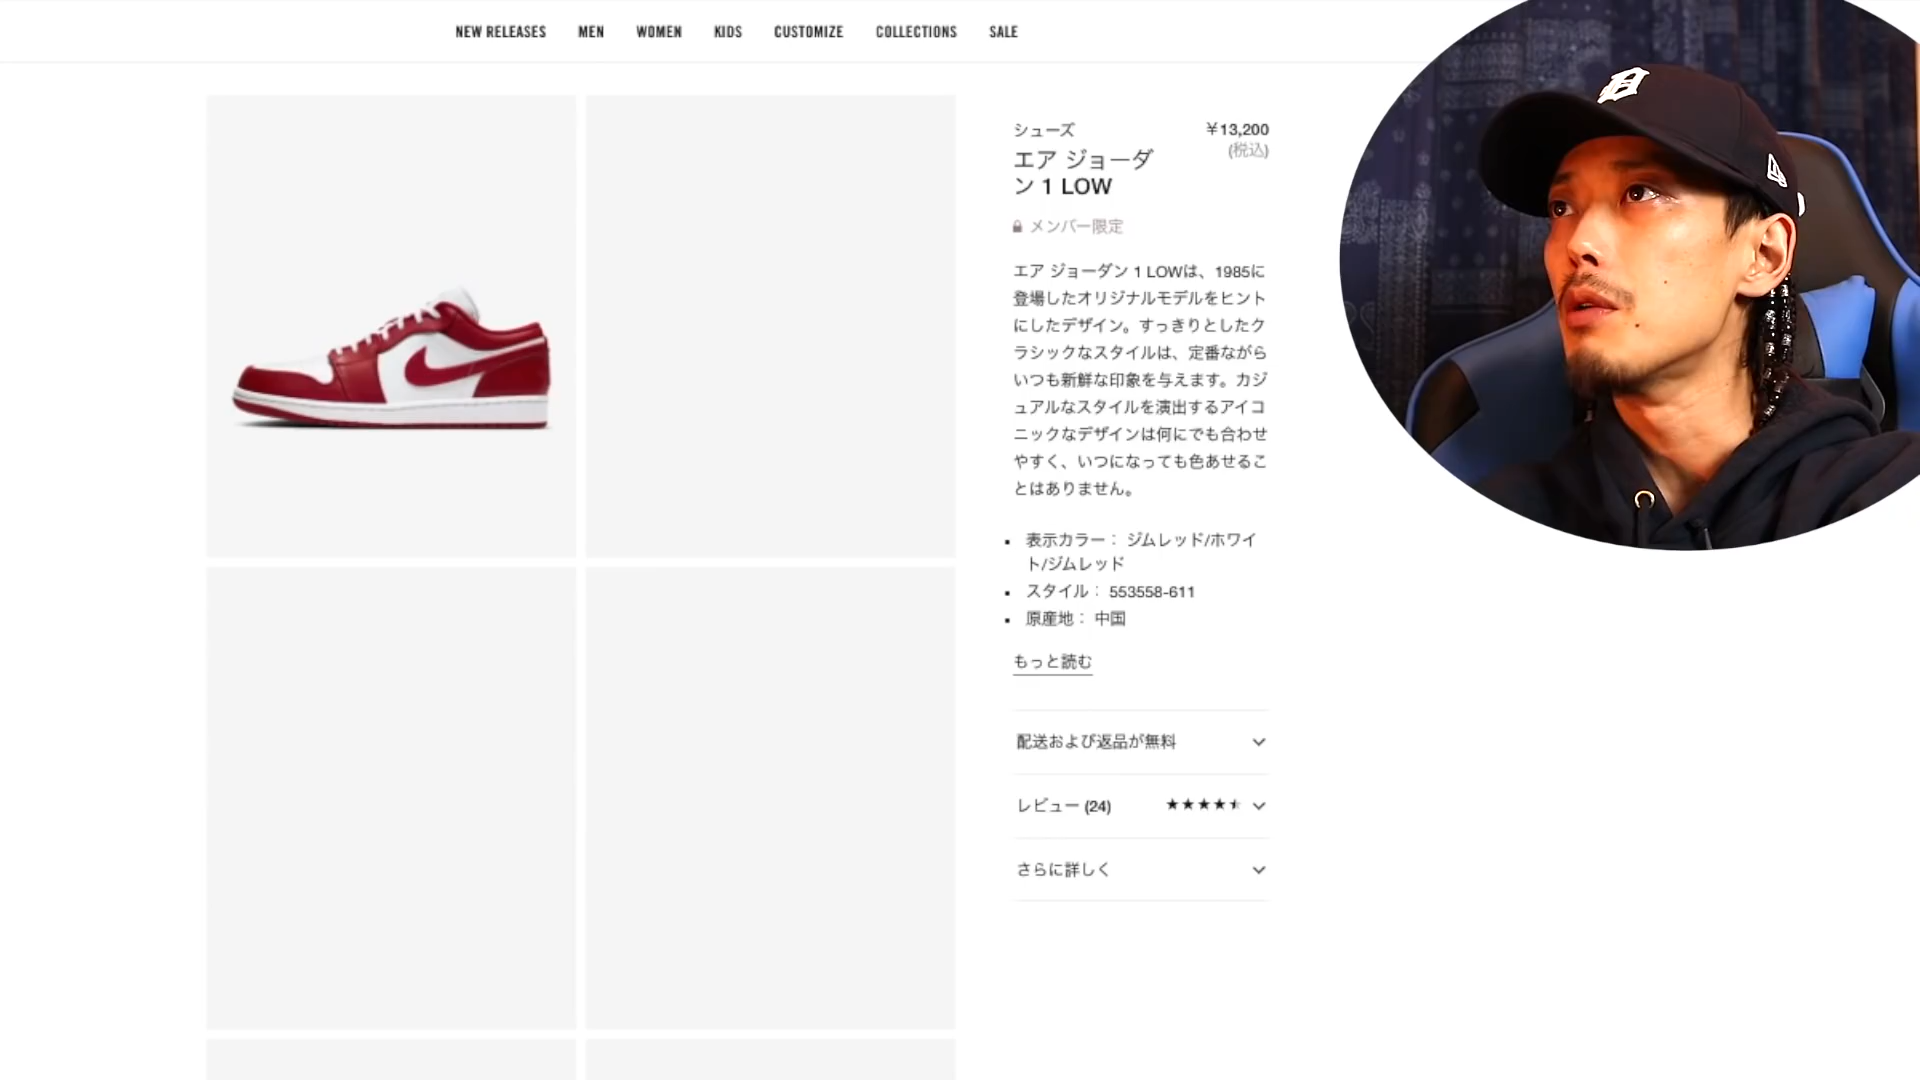 NEW RELEASES MEN WOMEN KIDS CUSTOMIZE COLLECTIONS SALE
シューズ
¥13,200
(税込)
エア ジョーダ
ン 1 LOW
メンバー限定
エア ジョーダン 1 LOWは、1985に
登場したオリジナルモデルをヒント
にしたデザイン。すっきりとしたク
ラシックなスタイルは、定番ながら
いつも新鮮な印象を与えます。カジ
ュアルなスタイルを演出するアイコ
ニックなデザインは何にでも合わせ
やすく、いつになっても色あせるこ
とはありません。
表示カラー： ジムレッド/ホワイ
ト/ジムレッド
スタイル： 553558-611
原産地： 中国
もっと読む
配送および返品が無料
レビュー (24)
さらに詳しく